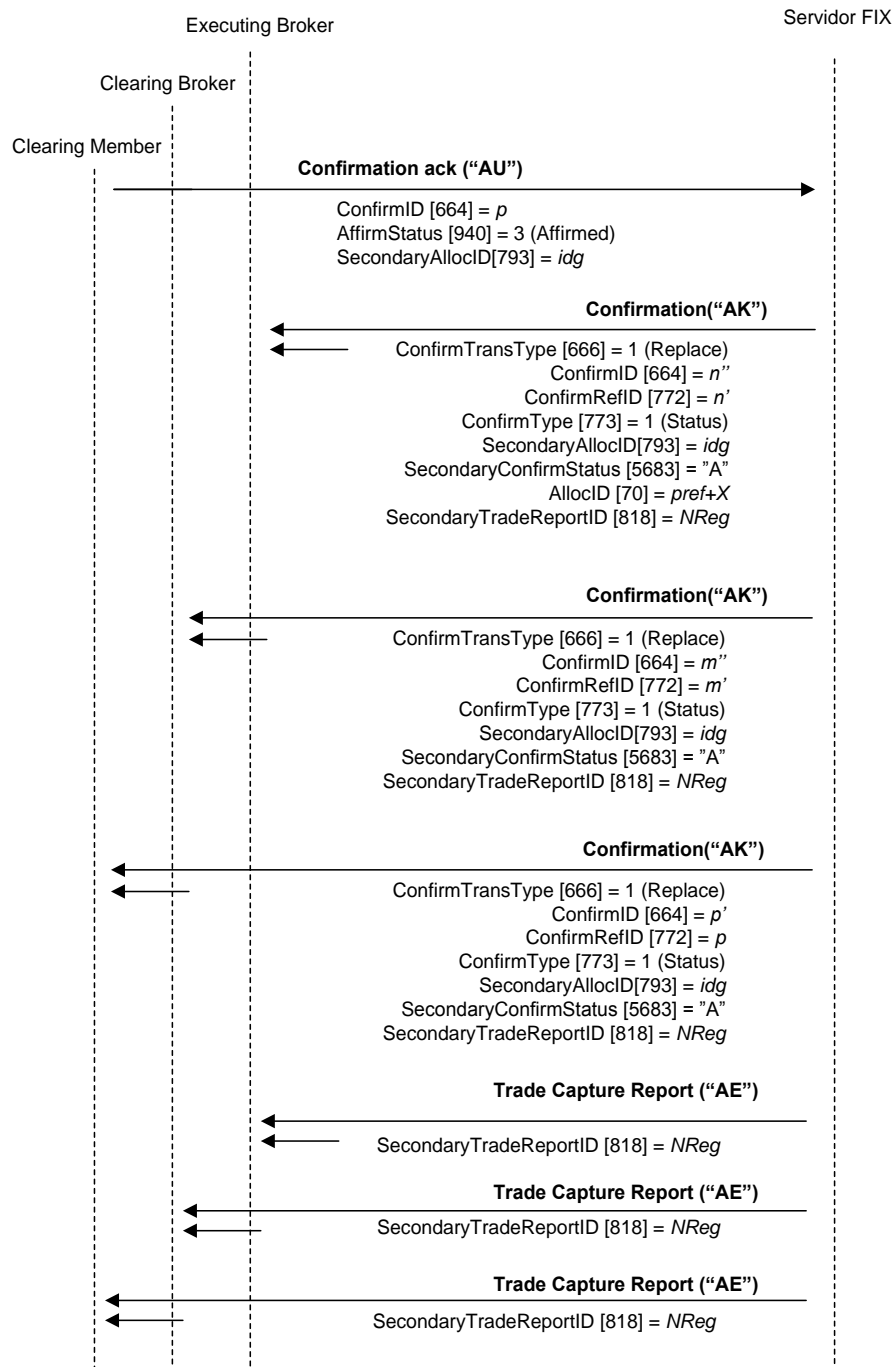 Servidor FIX
Executing Broker
Clearing Broker
Clearing Member
Confirmation ack (“AU”)
ConfirmID [664] = p
AffirmStatus [940] = 3 (Affirmed)
SecondaryAllocID[793] = idg
Confirmation(“AK”)
ConfirmTransType [666] = 1 (Replace)
ConfirmID [664] = n’’
ConfirmRefID [772] = n’
ConfirmType [773] = 1 (Status)
SecondaryAllocID[793] = idg
SecondaryConfirmStatus [5683] = ”A”
AllocID [70] = pref+X
SecondaryTradeReportID [818] = NReg
Confirmation(“AK”)
ConfirmTransType [666] = 1 (Replace)
ConfirmID [664] = m’’
ConfirmRefID [772] = m’
ConfirmType [773] = 1 (Status)
SecondaryAllocID[793] = idg
SecondaryConfirmStatus [5683] = ”A”
SecondaryTradeReportID [818] = NReg
Confirmation(“AK”)
ConfirmTransType [666] = 1 (Replace)
ConfirmID [664] = p’
ConfirmRefID [772] = p
ConfirmType [773] = 1 (Status)
SecondaryAllocID[793] = idg
SecondaryConfirmStatus [5683] = ”A”
SecondaryTradeReportID [818] = NReg
Trade Capture Report (“AE”)
SecondaryTradeReportID [818] = NReg
Trade Capture Report (“AE”)
SecondaryTradeReportID [818] = NReg
Trade Capture Report (“AE”)
SecondaryTradeReportID [818] = NReg